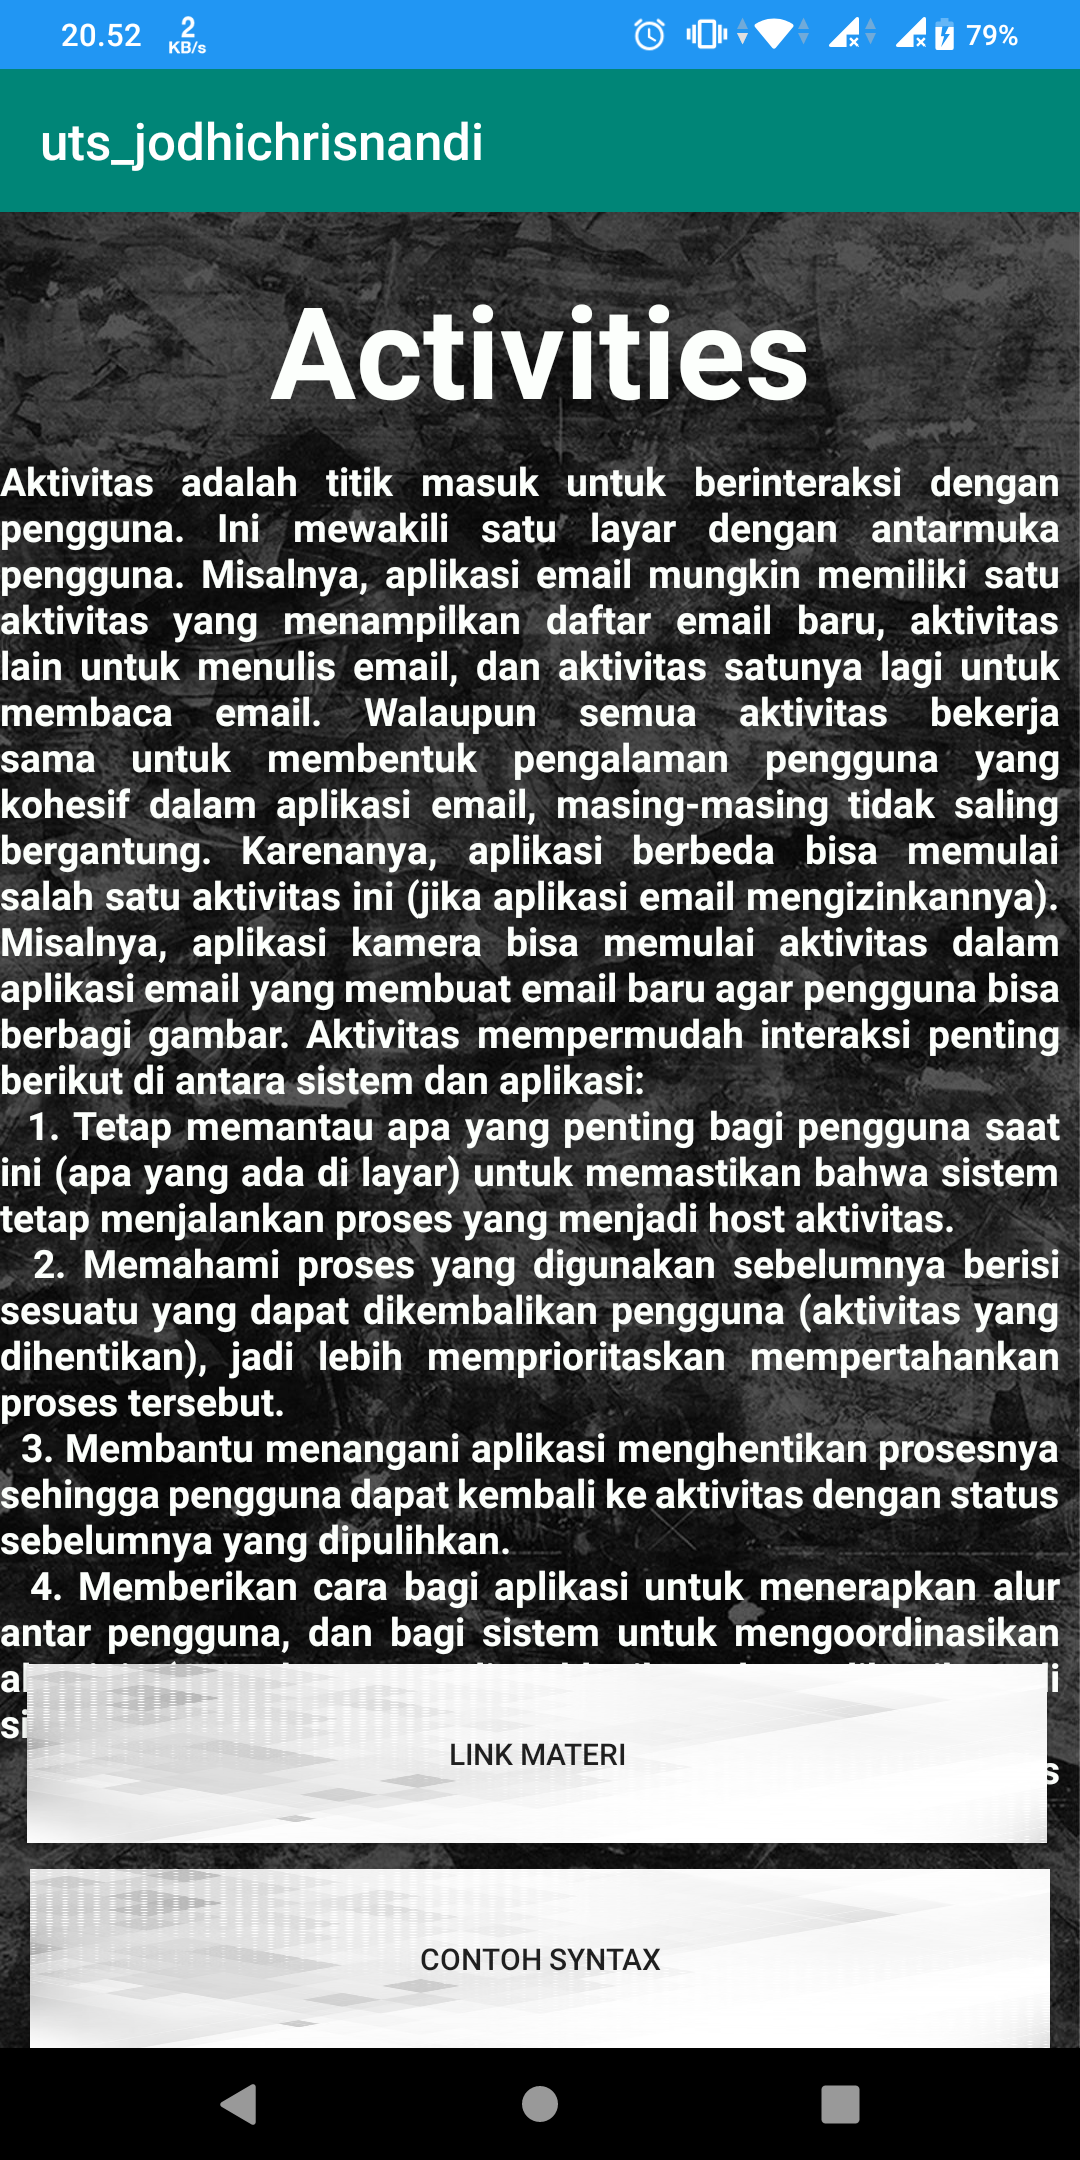 20.52
2
KB/s
79%
uts_jodhichrisnandi
Activities
Aktivitas adalah titik masuk untuk berinteraksi dengan
pengguna. Ini mewakili satu layar dengan antarmuka
pengguna. Misalnya, aplikasi email mungkin memiliki satu
aktivitas yang menampilkan daftar email baru, aktivitas
lain untuk menulis email, dan aktivitas satunya lagi untuk
membaca email. Walaupun semua aktivitas bekerja
sama untuk membentuk pengalaman pengguna yang
kohesif dalam aplikasi email, masing-masing tidak saling
bergantung. Karenanya, aplikasi berbeda bisa memulai
salah satu aktivitas ini (jika aplikasi email mengizinkannya).
Misalnya, aplikasi kamera bisa memulai aktivitas dalam
aplikasi email yang membuat email baru agar pengguna bisa
berbagi gambar. Aktivitas mempermudah interaksi penting
berikut di antara sistem dan aplikasi:
1. Tetap memantau apa yang penting bagi pengguna saat
ini (apa yang ada di layar) untuk memastikan bahwa sistem
tetap menjalankan proses yang menjadi host aktivitas.
2. Memahami proses yang digunakan sebelumnya berisi
sesuatu yang dapat dikembalikan pengguna (aktivitas yang
dihentikan), jadi lebih memprioritaskan mempertahankan
proses tersebut.
3. Membantu menangani aplikasi menghentikan prosesnya
sehingga pengguna dapat kembali ke aktivitas dengan status
sebelumnya yang dipulihkan.
4. Memberikan cara bagi aplikasi untuk menerapkan alur
antar pengguna, dan bagi sistem untuk mengoordinasikan
LINK MATERI
CONTOH SYNTAX